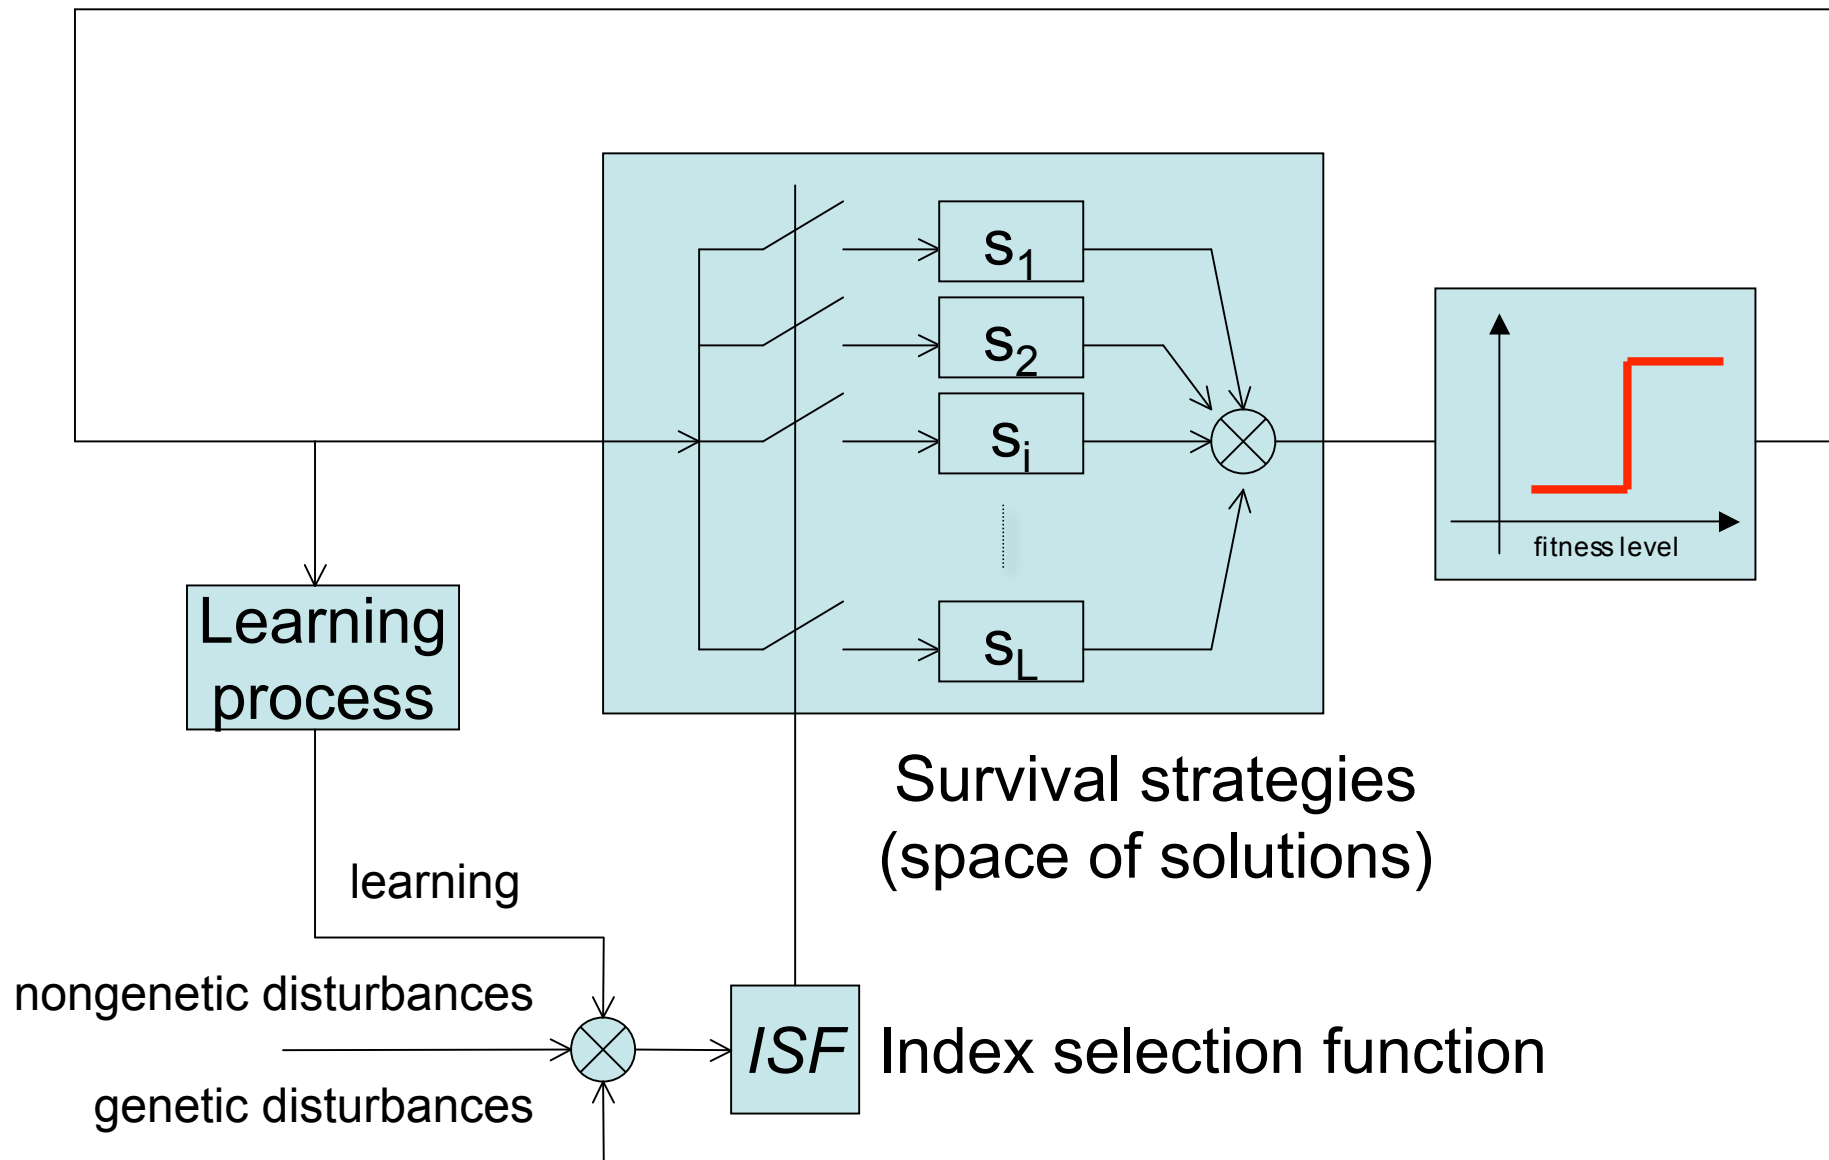 s1
s2
si
sL
fitness level
Learning
process
Survival strategies
(space of solutions)
learning
nongenetic disturbances
ISF
Index selection function
genetic disturbances